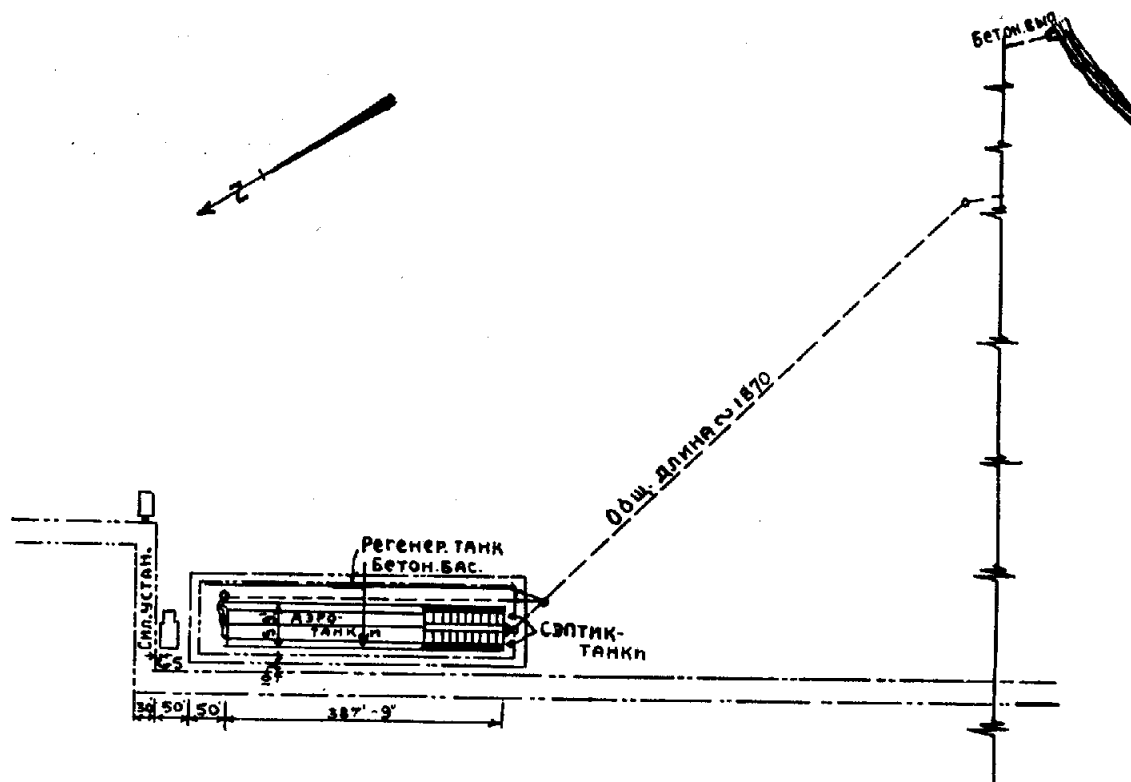 Бетон.вып
N
Общ. длина ∾ 1870
Регенер. танк
Бетон.бас.
Сил.устан.
Аэро-
танки
Сэптик-
танки
30'
50'
50'
387'-9"